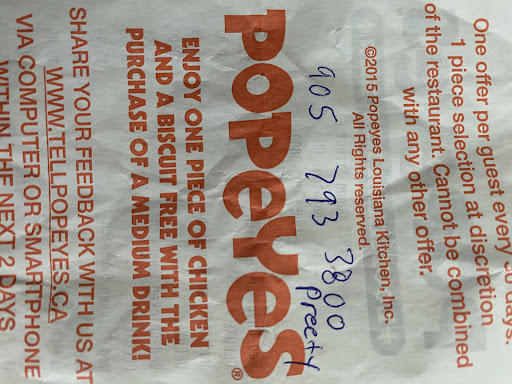 One offer per guest every days.
1 piece selection at discretion
of the restaurant. Cannot be combined
with any other offer.
©2015 Popeyes Louisiana Kitchen, Inc.
All Rights reserved.
905 793 3800
Preety
POPEYES®
ENJOY ONE PIECE OF CHICKEN
AND A BISCUIT FREE WITH THE
PURCHASE OF A MEDIUM DRINK!
SHARE YOUR FEEDBACK WITH US AT
WWW.TELLPOPEYES.CA
VIA COMPUTER OR SMARTPHONE
WITHIN THE NEXT 2 DAYS